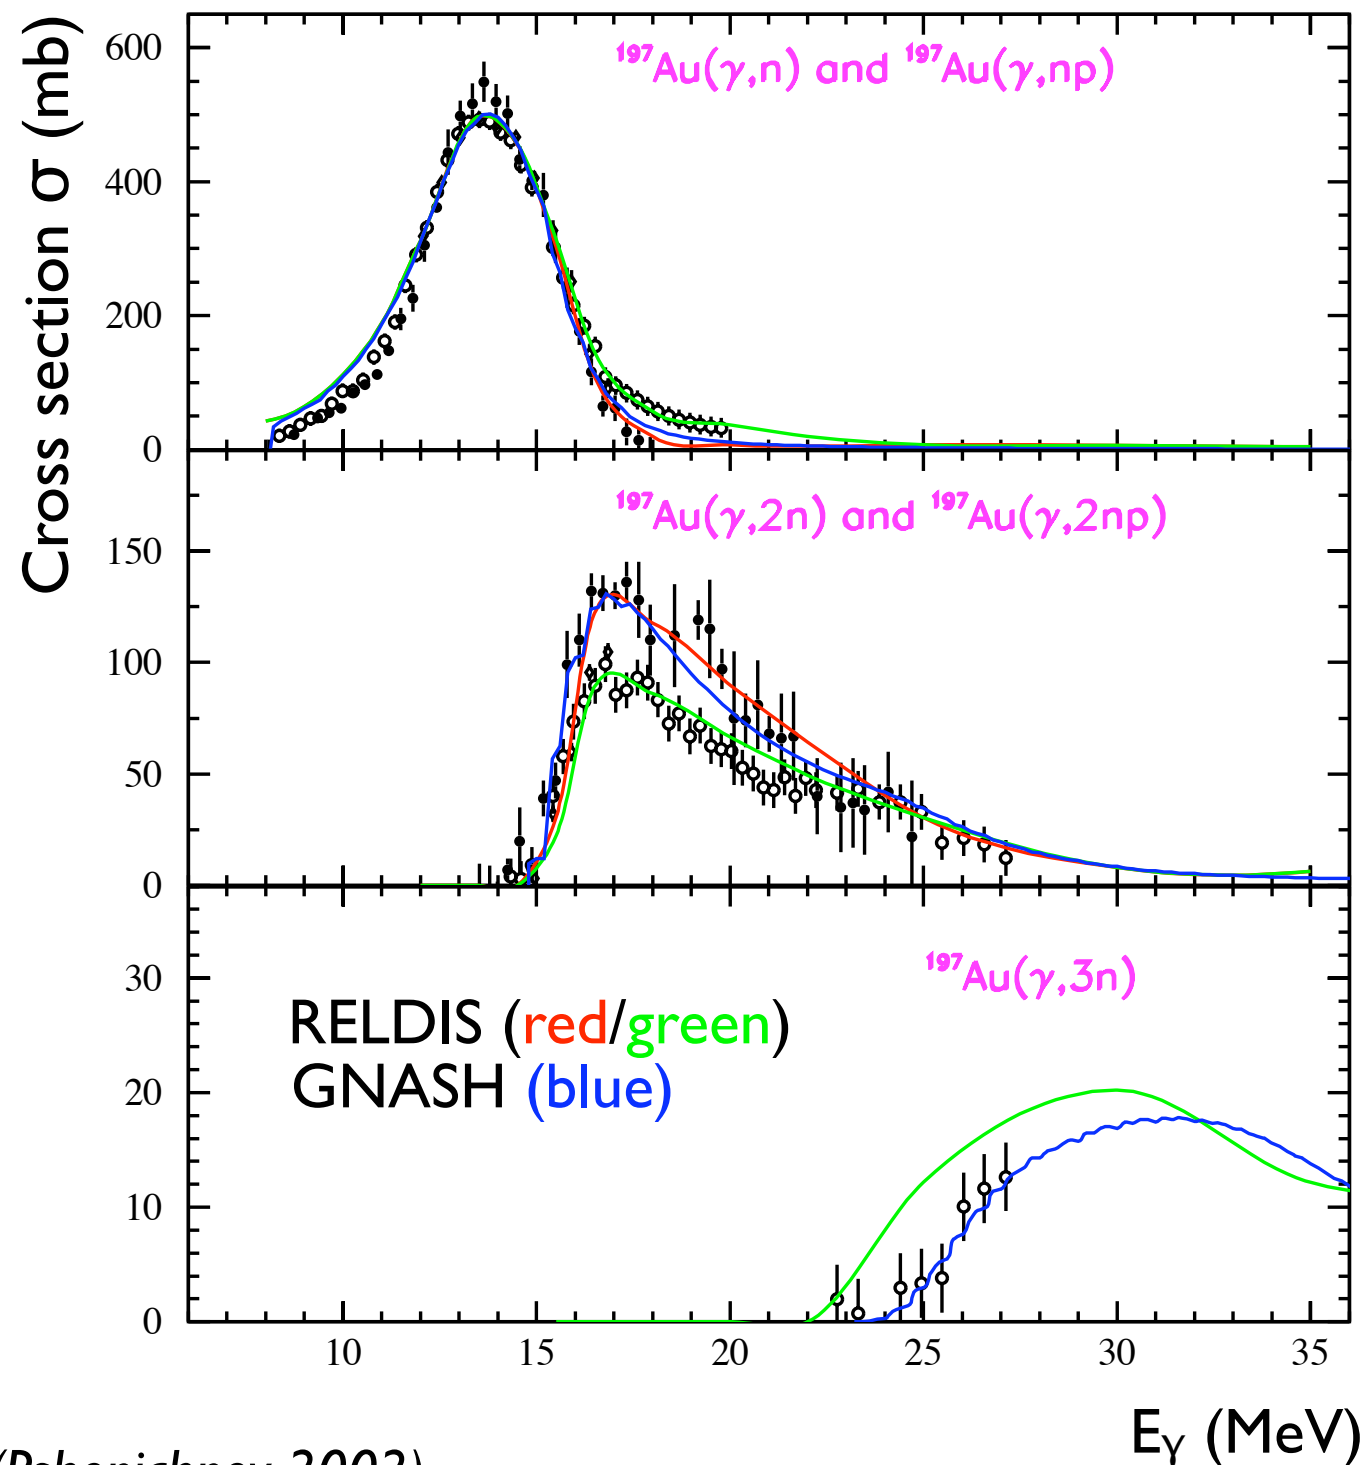 Cross section σ (mb)
600
400
200
0
¹⁹⁷Au(γ,n) and ¹⁹⁷Au(γ,np)
150
100
50
0
¹⁹⁷Au(γ,2n) and ¹⁹⁷Au(γ,2np)
30
20
10
0
¹⁹⁷Au(γ,3n)
RELDIS (red/green)
GNASH (blue)
10 15 20 25 30 35
Eγ (MeV)